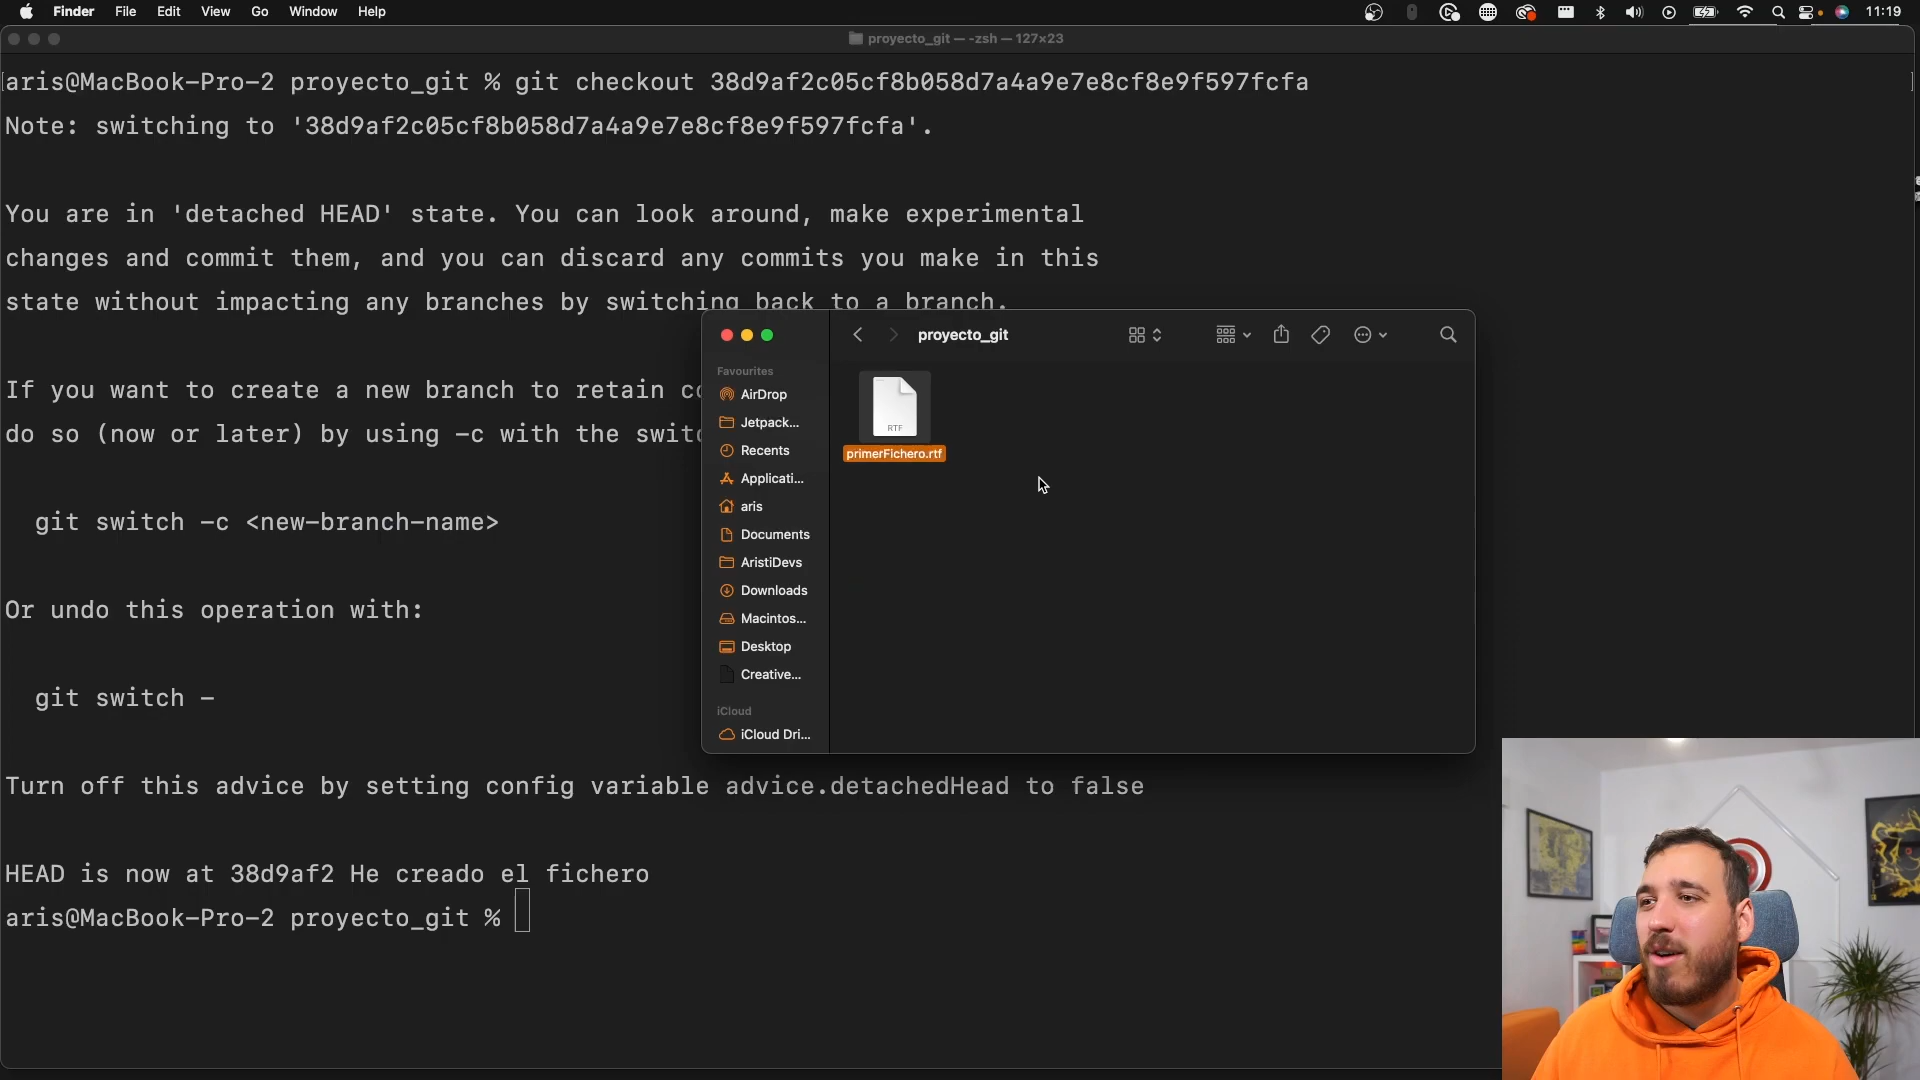 Finder File Edit View Go Window Help 11:19
proyecto_git — -zsh — 127×23
aris@MacBook-Pro-2 proyecto_git % git checkout 38d9af2c05cf8b058d7a4a9e7e8cf8e9f597fcfa
Note: switching to '38d9af2c05cf8b058d7a4a9e7e8cf8e9f597fcfa'.
You are in 'detached HEAD' state. You can look around, make experimental
changes and commit them, and you can discard any commits you make in this
state without impacting any branches by switching back to a branch.
If you want to create a new branch to retain
do so (now or later) by using -c with the
git switch -c <new-branch-name>
Or undo this operation with:
git switch -
Turn off this advice by setting config variable advice.detachedHead to false
HEAD is now at 38d9af2 He creado el fichero
aris@MacBook-Pro-2 proyecto_git %
proyecto_git
Favourites
AirDrop
Jetpack...
Recents
Applicati...
aris
Documents
AristiDevs
Downloads
Macintos...
Desktop
Creative...
iCloud
iCloud Dri...
RTF
primerFichero.rtf